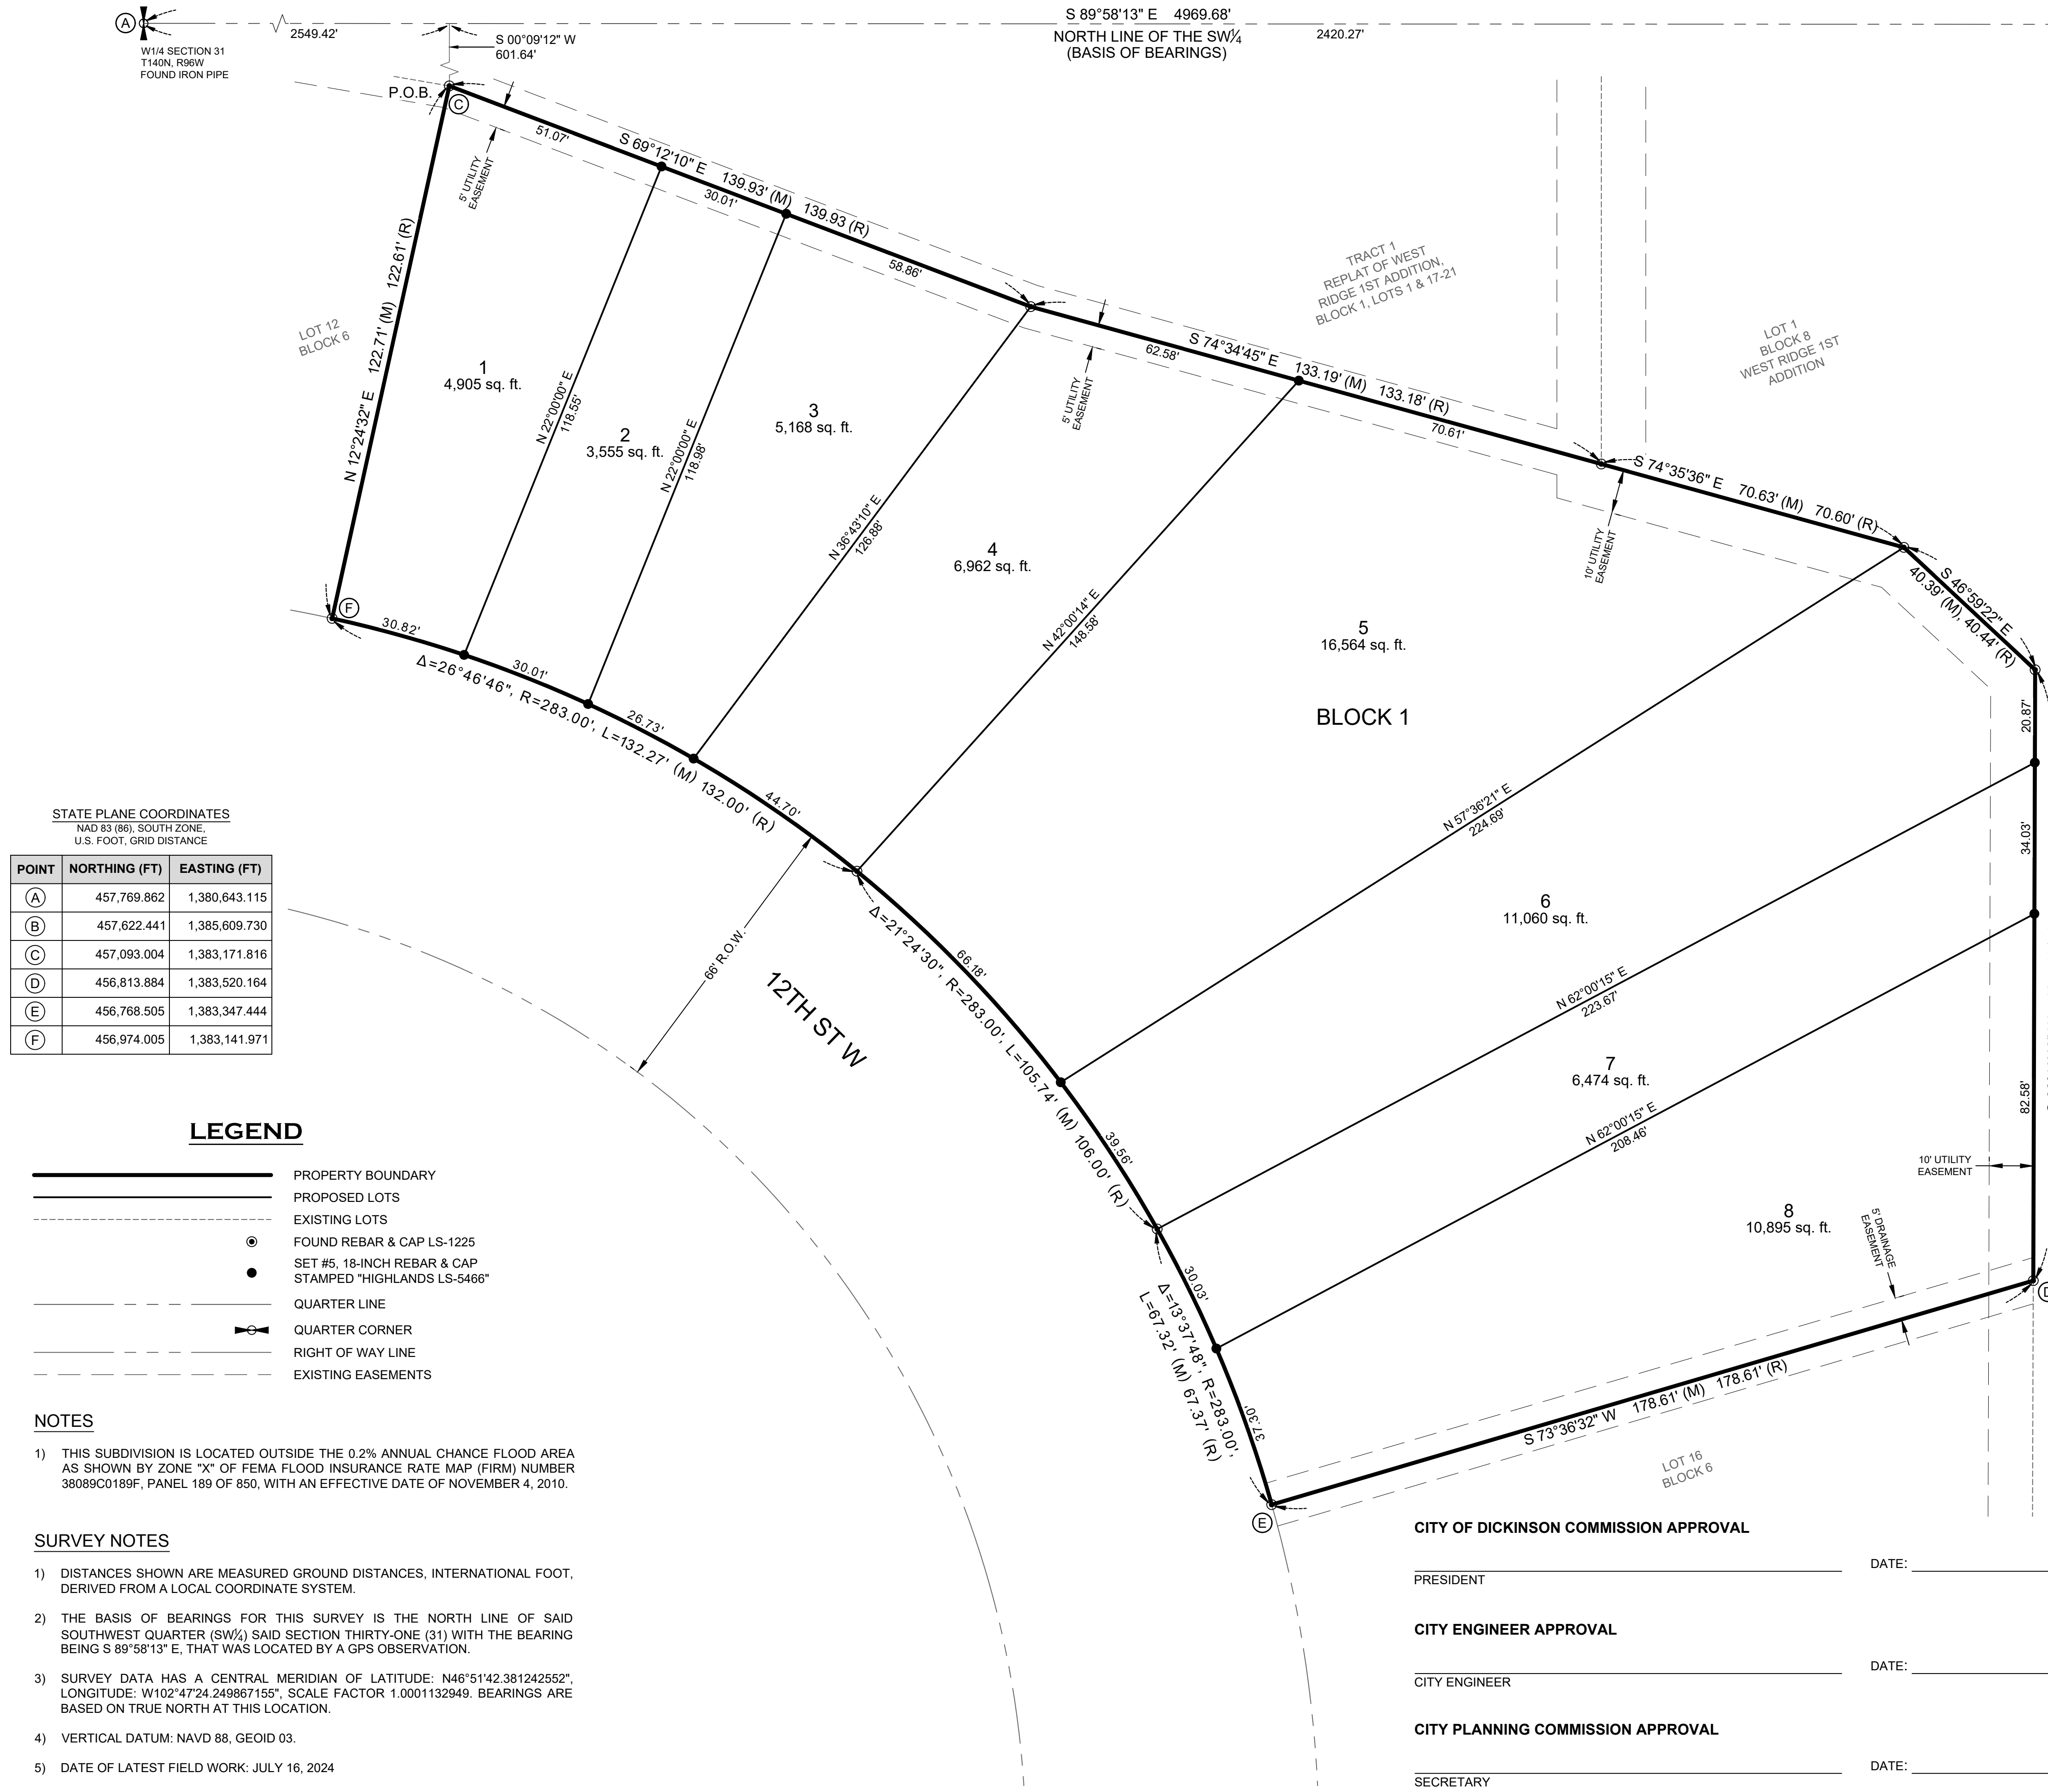 S 89°58'13" E 4969.68'
2549.42'
NORTH LINE OF THE SW¼
(BASIS OF BEARINGS)
2420.27'
A
W1/4 SECTION 31
T140N, R96W
FOUND IRON PIPE
S 00°09'12" W
601.64'
P.O.B.
C
51.07'
S 69°12'10" E 139.93' (M) 139.93 (R)
30.01'
58.86'
5' UTILITY
EASEMENT
N 12°24'32" E 122.71' (M) 122.61' (R)
LOT 12
BLOCK 6
TRACT 1
REPLAT OF WEST
RIDGE 1ST ADDITION,
BLOCK 1, LOTS 1 & 17-21
LOT 1
BLOCK 8
WEST RIDGE 1ST
ADDITION
S 74°34'45" E 133.19' (M) 133.18' (R)
62.58'
70.61'
5' UTILITY
EASEMENT
S 74°35'36" E 70.63' (M) 70.60' (R)
10' UTILITY
EASEMENT
S 46°59'22" E
40.39' (M), 40.44' (R)
1
4,905 sq. ft.
N 22°00'00" E
118.55'
2
3,555 sq. ft.
N 22°00'00" E
118.98'
3
5,168 sq. ft.
N 36°43'10" E
126.88'
4
6,962 sq. ft.
N 42°00'14" E
148.58'
5
16,564 sq. ft.
BLOCK 1
F
30.82'
30.01'
26.73'
44.70'
Δ=26°46'46", R=283.00', L=132.27' (M) 132.00' (R)
20.87'
34.03'
82.58'
N 57°36'21" E
224.69'
6
11,060 sq. ft.
N 62°00'15" E
223.67'
7
6,474 sq. ft.
N 62°00'15" E
208.46'
8
10,895 sq. ft.
10' UTILITY
EASEMENT
5' DRAINAGE
EASEMENT
66' R.O.W.
12TH ST W
66.18'
39.56'
Δ=21°24'30", R=283.00', L=105.74' (M) 106.00' (R)
30.03'
37.30'
Δ=13°37'48", R=283.00',
L=67.32' (M) 67.37' (R)
S 73°36'32" W 178.61' (M) 178.61' (R)
LOT 16
BLOCK 6
E
STATE PLANE COORDINATES
NAD 83 (86), SOUTH ZONE,
U.S. FOOT, GRID DISTANCE
POINT NORTHING (FT) EASTING (FT)
A 457,769.862 1,380,643.115
B 457,622.441 1,385,609.730
C 457,093.004 1,383,171.816
D 456,813.884 1,383,520.164
E 456,768.505 1,383,347.444
F 456,974.005 1,383,141.971
LEGEND
PROPERTY BOUNDARY
PROPOSED LOTS
EXISTING LOTS
FOUND REBAR & CAP LS-1225
SET #5, 18-INCH REBAR & CAP
STAMPED "HIGHLANDS LS-5466"
QUARTER LINE
QUARTER CORNER
RIGHT OF WAY LINE
EXISTING EASEMENTS
NOTES
1) THIS SUBDIVISION IS LOCATED OUTSIDE THE 0.2% ANNUAL CHANCE FLOOD AREA
AS SHOWN BY ZONE "X" OF FEMA FLOOD INSURANCE RATE MAP (FIRM) NUMBER
38089C0189F, PANEL 189 OF 850, WITH AN EFFECTIVE DATE OF NOVEMBER 4, 2010.
SURVEY NOTES
1) DISTANCES SHOWN ARE MEASURED GROUND DISTANCES, INTERNATIONAL FOOT,
DERIVED FROM A LOCAL COORDINATE SYSTEM.
2) THE BASIS OF BEARINGS FOR THIS SURVEY IS THE NORTH LINE OF SAID
SOUTHWEST QUARTER (SW¼) SAID SECTION THIRTY-ONE (31) WITH THE BEARING
BEING S 89°58'13" E, THAT WAS LOCATED BY A GPS OBSERVATION.
3) SURVEY DATA HAS A CENTRAL MERIDIAN OF LATITUDE: N46°51'42.381242552",
LONGITUDE: W102°47'24.249867155", SCALE FACTOR 1.0001132949. BEARINGS ARE
BASED ON TRUE NORTH AT THIS LOCATION.
4) VERTICAL DATUM: NAVD 88, GEOID 03.
5) DATE OF LATEST FIELD WORK: JULY 16, 2024
CITY OF DICKINSON COMMISSION APPROVAL
DATE:
PRESIDENT
CITY ENGINEER APPROVAL
DATE:
CITY ENGINEER
CITY PLANNING COMMISSION APPROVAL
DATE:
SECRETARY